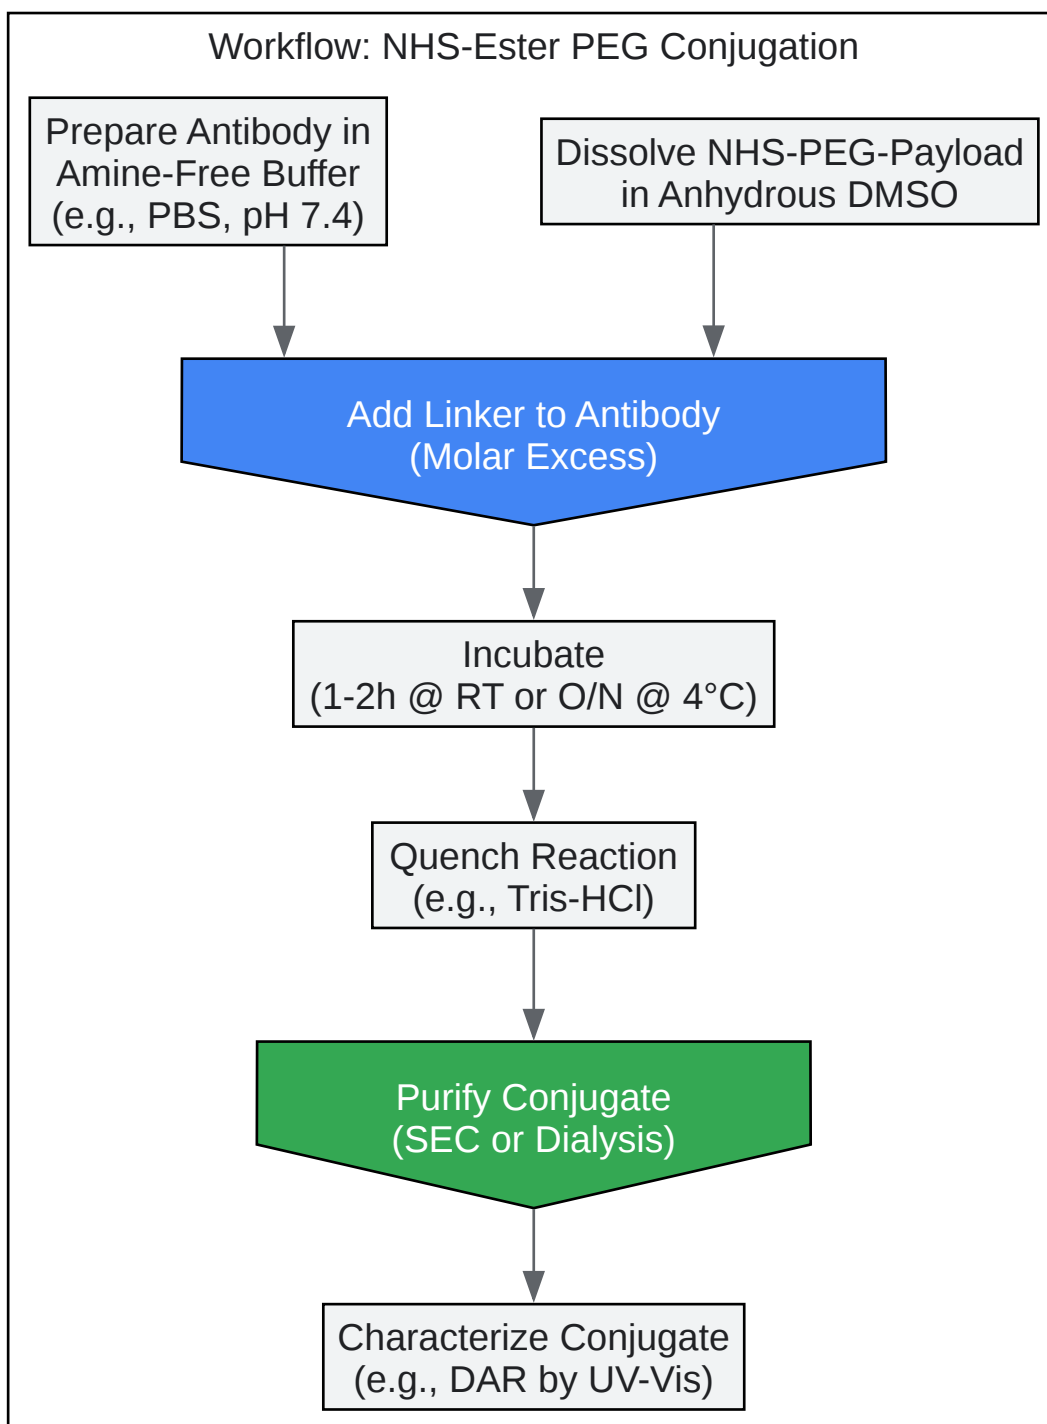 Workflow: NHS-Ester PEG Conjugation
Prepare Antibody in
Amine-Free Buffer
(e.g., PBS, pH 7.4)
Dissolve NHS-PEG-Payload
in Anhydrous DMSO
Add Linker to Antibody
(Molar Excess)
Incubate
(1-2h @ RT or O/N @ 4°C)
Quench Reaction
(e.g., Tris-HCl)
Purify Conjugate
(SEC or Dialysis)
Characterize Conjugate
(e.g., DAR by UV-Vis)